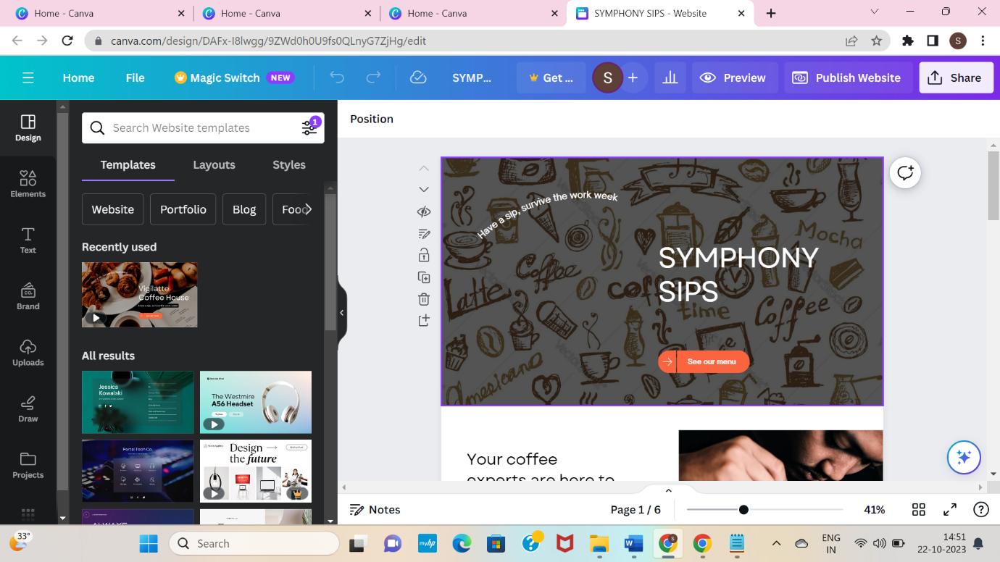 Home - Canva
Home - Canva
Home - Canva
SYMPHONY SIPS - Website
canva.com/design/DAFx-I8lwgg/9ZWd0h0U9fs0QLnyG7ZjHg/edit
S
Home
File
Magic Switch
NEW
SYMP...
Get ...
S
Preview
Publish Website
Share
Design
Elements
Text
Brand
Uploads
Draw
Projects
Search Website templates
1
Templates
Layouts
Styles
Website
Portfolio
Blog
Food
Recently used
Vigilatte
Coffee House
All results
Jessica
Kowalski
The Westmire
A56 Headset
Portal Tech Co.
Design
the future
Position
Have a sip, survive the work week
SYMPHONY
SIPS
See our menu
Mocha
Coffee
Latte
coffee
time
Coffee
Americano
Your coffee
experts are here to
Notes
Page 1 / 6
41%
33°
Search
ENG
IN
14:51
22-10-2023